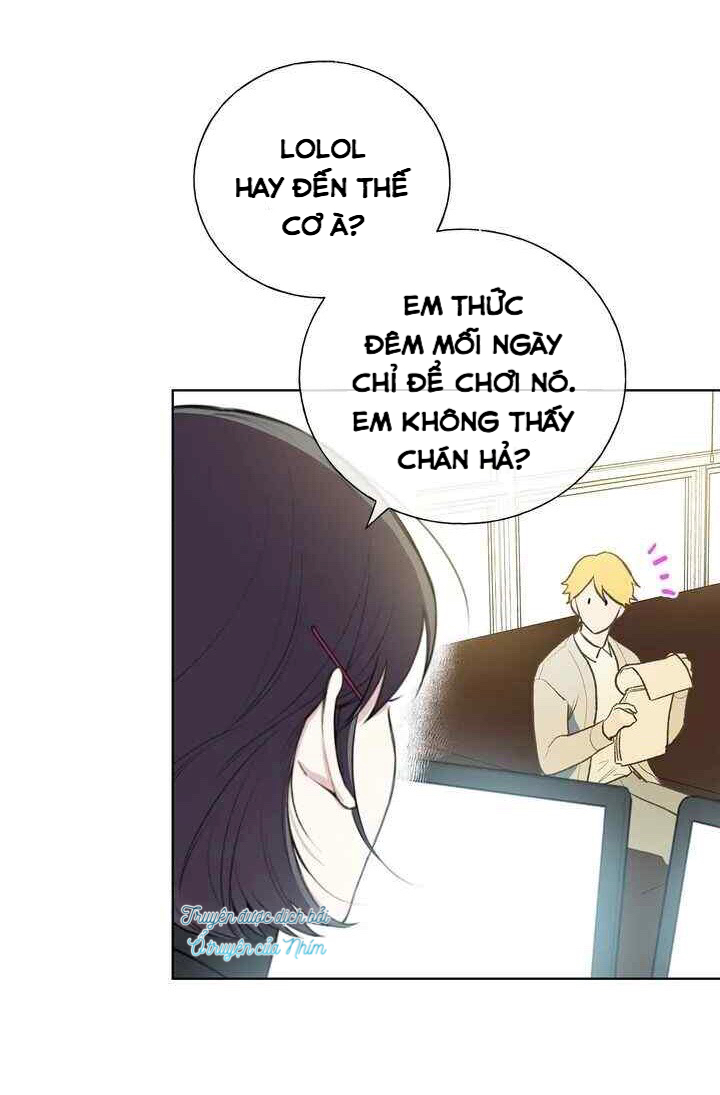 LOLOL
HAY ĐẾN THẾ
CƠ À?
EM THỨC
ĐÊM MỖI NGÀY
CHỈ ĐỂ CHƠI NÓ.
EM KHÔNG THẤY
CHÁN HẢ?
Truyện được dịch bởi
Ổ truyện của Nhím